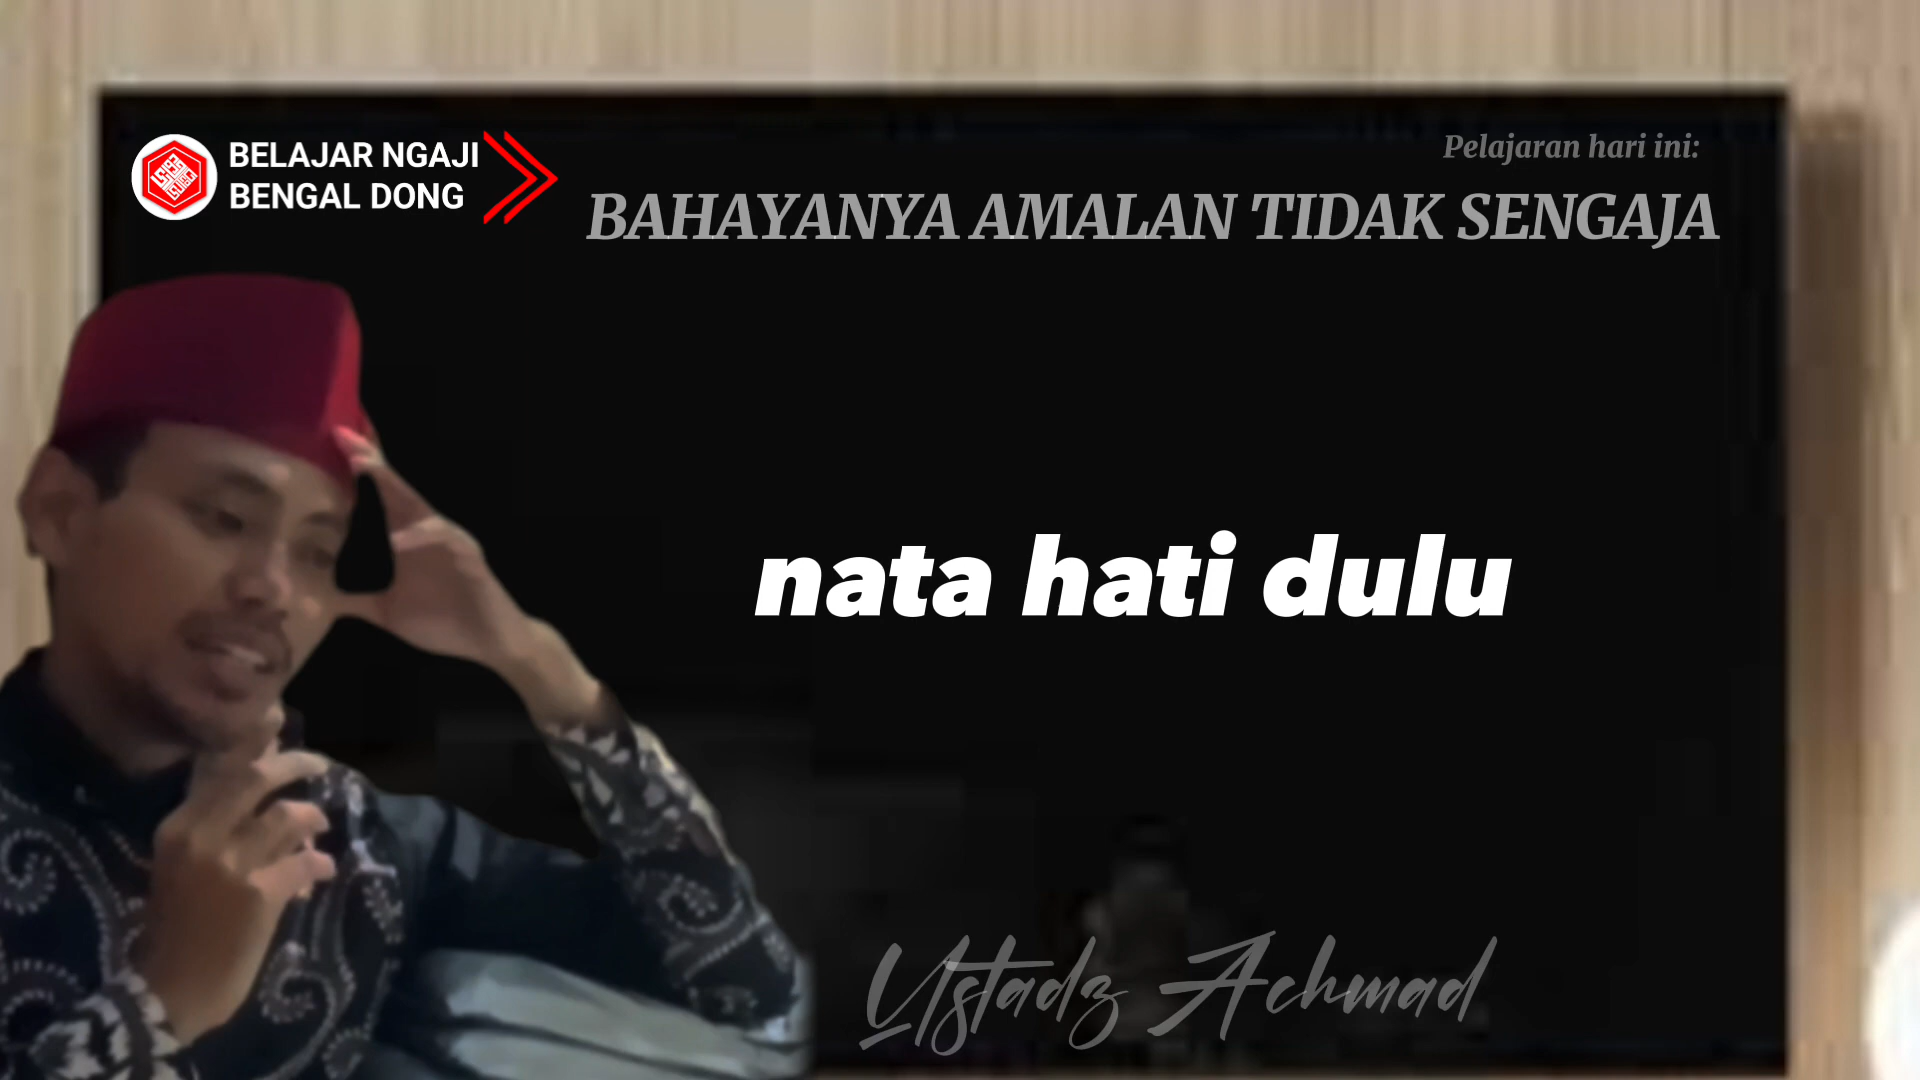 BELAJAR NGAJI
BENGAL DONG
Pelajaran hari ini:
BAHAYANYA AMALAN TIDAK SENGAJA
nata hati dulu
Ustadz Achmad